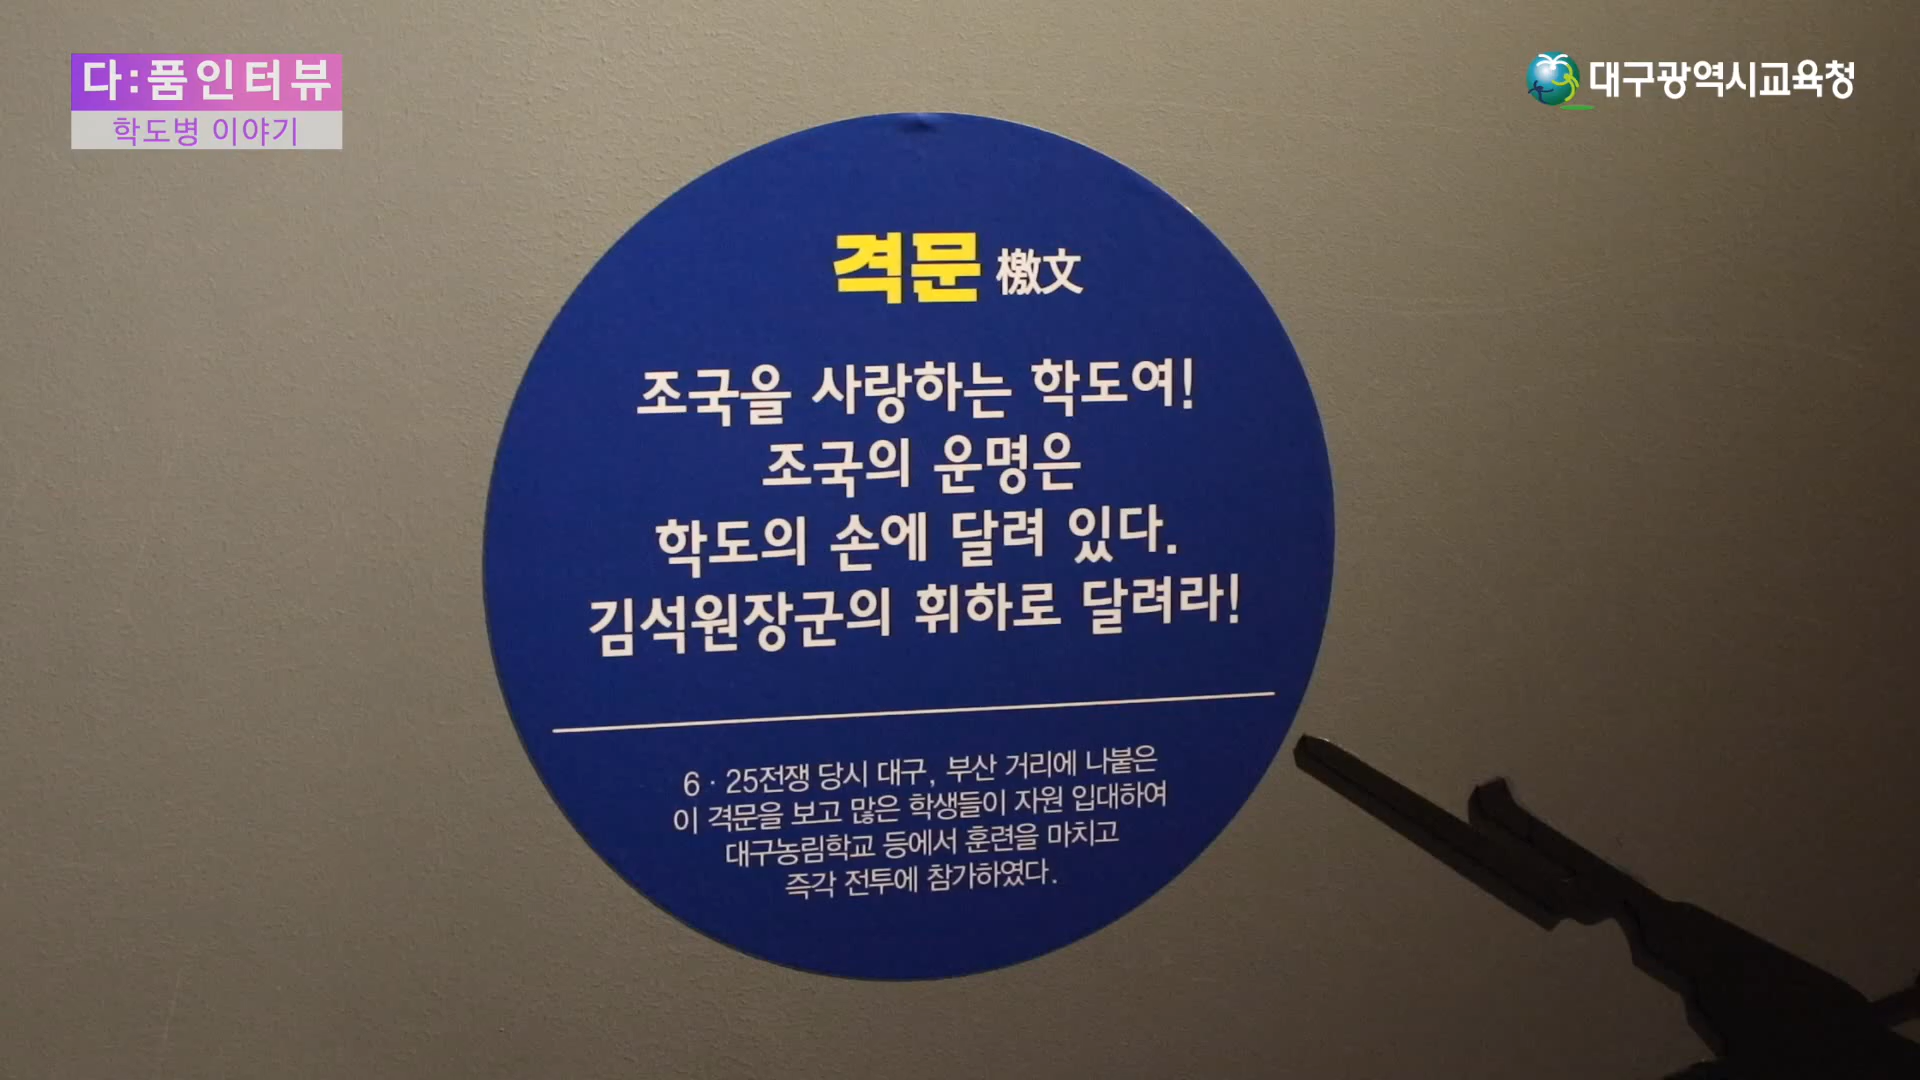 다:품인터뷰
학도병 이야기
대구광역시교육청
격문 檄文
조국을 사랑하는 학도여!
조국의 운명은
학도의 손에 달려 있다.
김석원장군의 휘하로 달려라!
6·25전쟁 당시 대구, 부산 거리에 나붙은
이 격문을 보고 많은 학생들이 자원 입대하여
대구농림학교 등에서 훈련을 마치고
즉각 전투에 참가하였다.